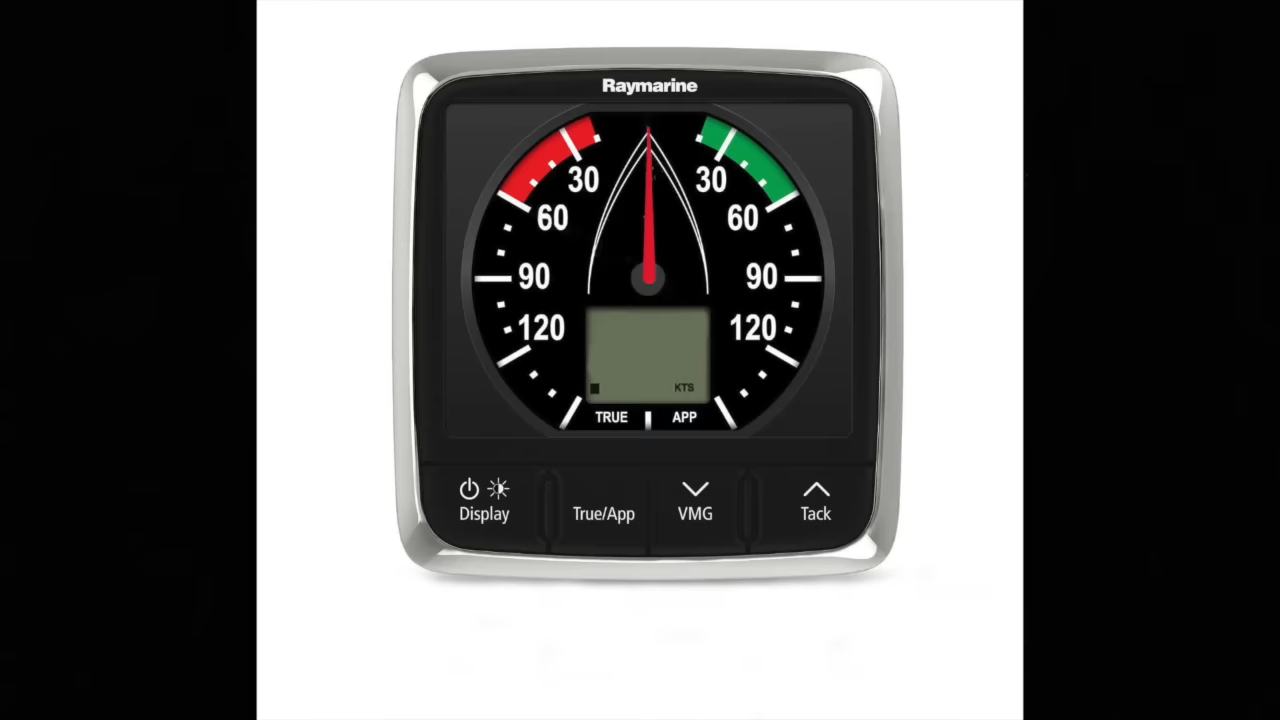 Raymarine
30 30
60 60
90 90
120 120
KTS
TRUE APP
Display True/App VMG Tack